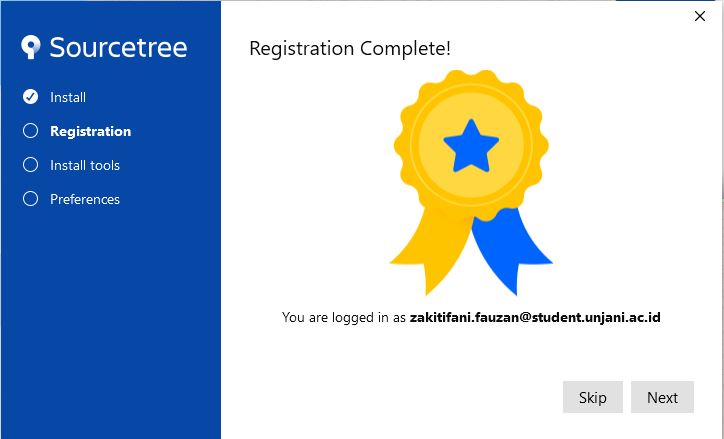 Sourcetree
Install
Registration
Install tools
Preferences
Registration Complete!
You are logged in as zakitifani.fauzan@student.unjani.ac.id
Skip
Next